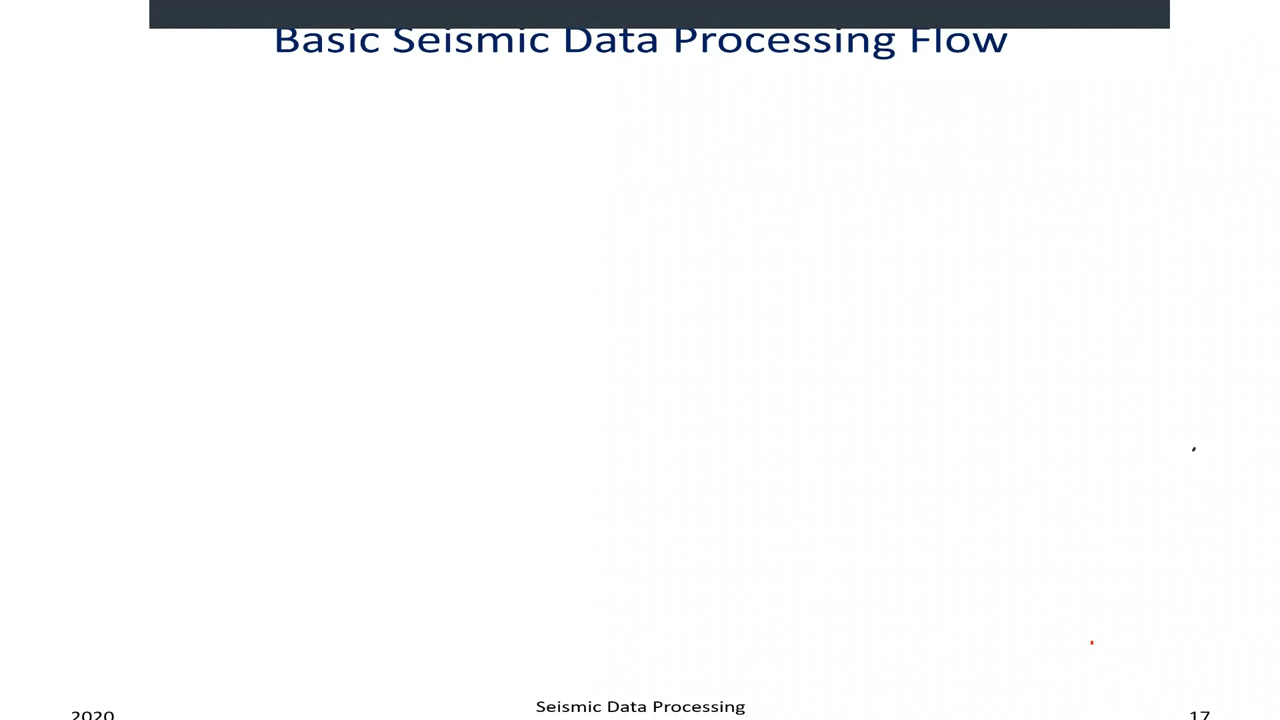 Basic Seismic Data Processing Flow
Seismic Data Processing
2020
17